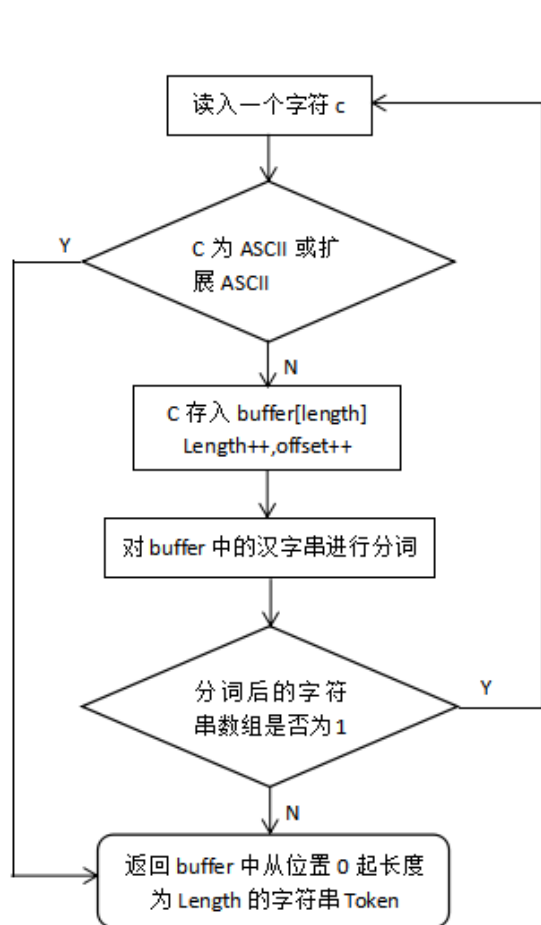 读入一个字符 c
Y
C 为 ASCII 或扩
展 ASCII
N
C 存入 buffer[length]
Length++,offset++
对 buffer 中的汉字串进行分词
分词后的字符
串数组是否为 1
Y
N
返回 buffer 中从位置 0 起长度
为 Length 的字符串 Token